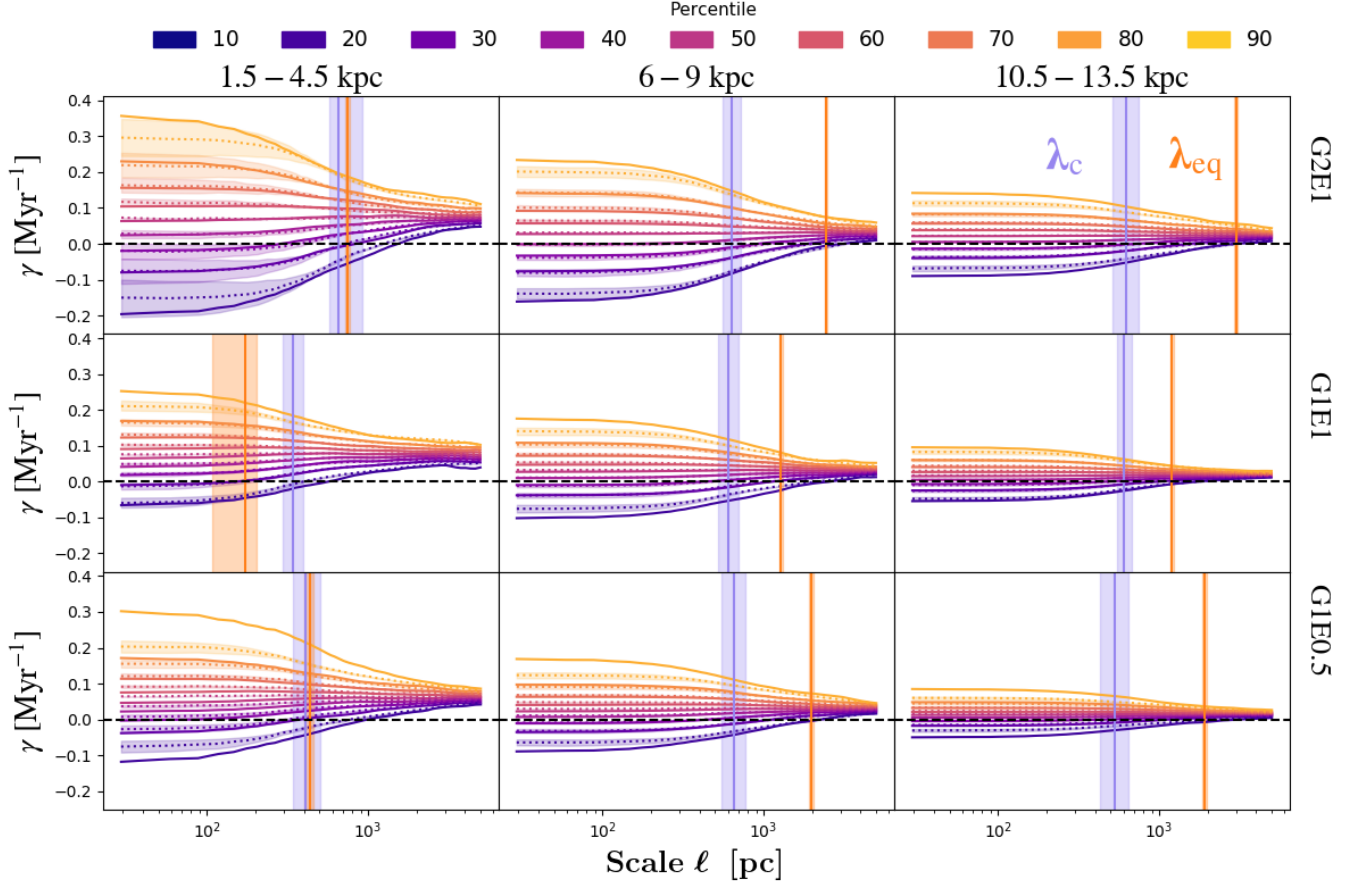 Percentile
10 20 30 40 50 60 70 80 90
1.5 − 4.5 kpc 6 − 9 kpc 10.5 − 13.5 kpc
0.4
0.3
0.2
0.1
0.0
−0.1
−0.2
γ [Myr⁻¹]
λc λeq
G2E1
0.4
0.3
0.2
0.1
0.0
−0.1
−0.2
γ [Myr⁻¹]
G1E1
0.4
0.3
0.2
0.1
0.0
−0.1
−0.2
γ [Myr⁻¹]
G1E0.5
10² 10³ 10² 10³ 10² 10³
Scale ℓ [pc]